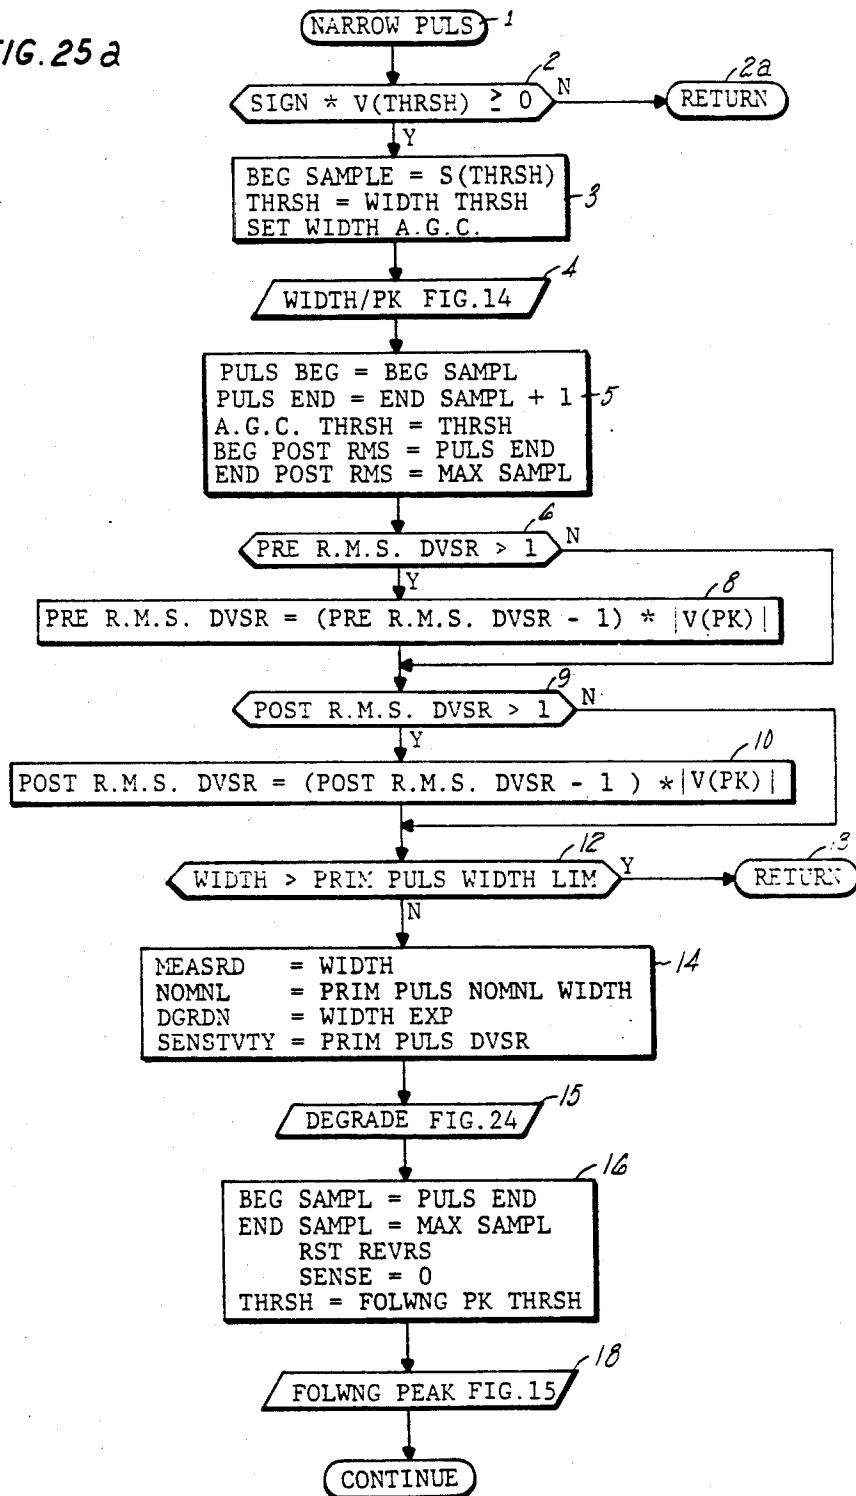 FIG. 25a
NARROW PULS
1
SIGN * V(THRSH) ≥ 0
2
N
RETURN
2a
Y
BEG SAMPLE = S(THRSH)
THRSH = WIDTH THRSH
SET WIDTH A.G.C.
3
WIDTH/PK FIG.14
4
PULS BEG = BEG SAMPL
PULS END = END SAMPL + 1
A.G.C. THRSH = THRSH
BEG POST RMS = PULS END
END POST RMS = MAX SAMPL
5
PRE R.M.S. DVSR > 1
6
N
Y
PRE R.M.S. DVSR = (PRE R.M.S. DVSR - 1) * |V(PK)|
8
POST R.M.S. DVSR > 1
9
N
Y
POST R.M.S. DVSR = (POST R.M.S. DVSR - 1 ) *|V(PK)|
10
WIDTH > PRIM PULS WIDTH LIM
12
Y
RETURN
13
N
MEASRD = WIDTH
NOMNL = PRIM PULS NOMNL WIDTH
DGRDN = WIDTH EXP
SENSTVTY = PRIM PULS DVSR
14
DEGRADE FIG.24
15
BEG SAMPL = PULS END
END SAMPL = MAX SAMPL
RST REVRS
SENSE = 0
THRSH = FOLWNG PK THRSH
16
FOLWNG PEAK FIG.15
18
CONTINUE